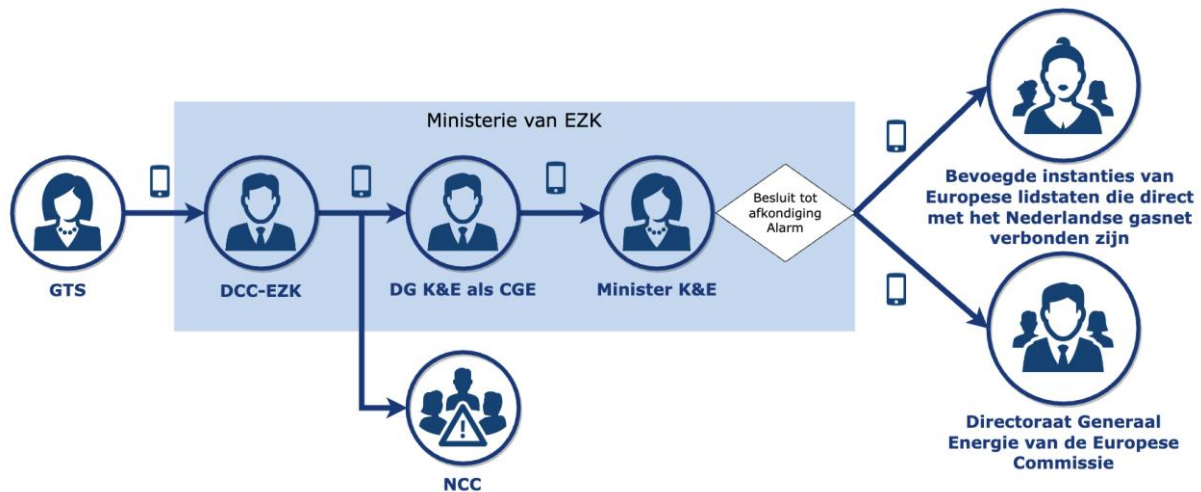 Ministerie van EZK
GTS
DCC-EZK
DG K&E als CGE
Minister K&E
Besluit tot
afkondiging
Alarm
Bevoegde instanties van
Europese lidstaten die direct
met het Nederlandse gasnet
verbonden zijn
Directoraat Generaal
Energie van de Europese
Commissie
NCC